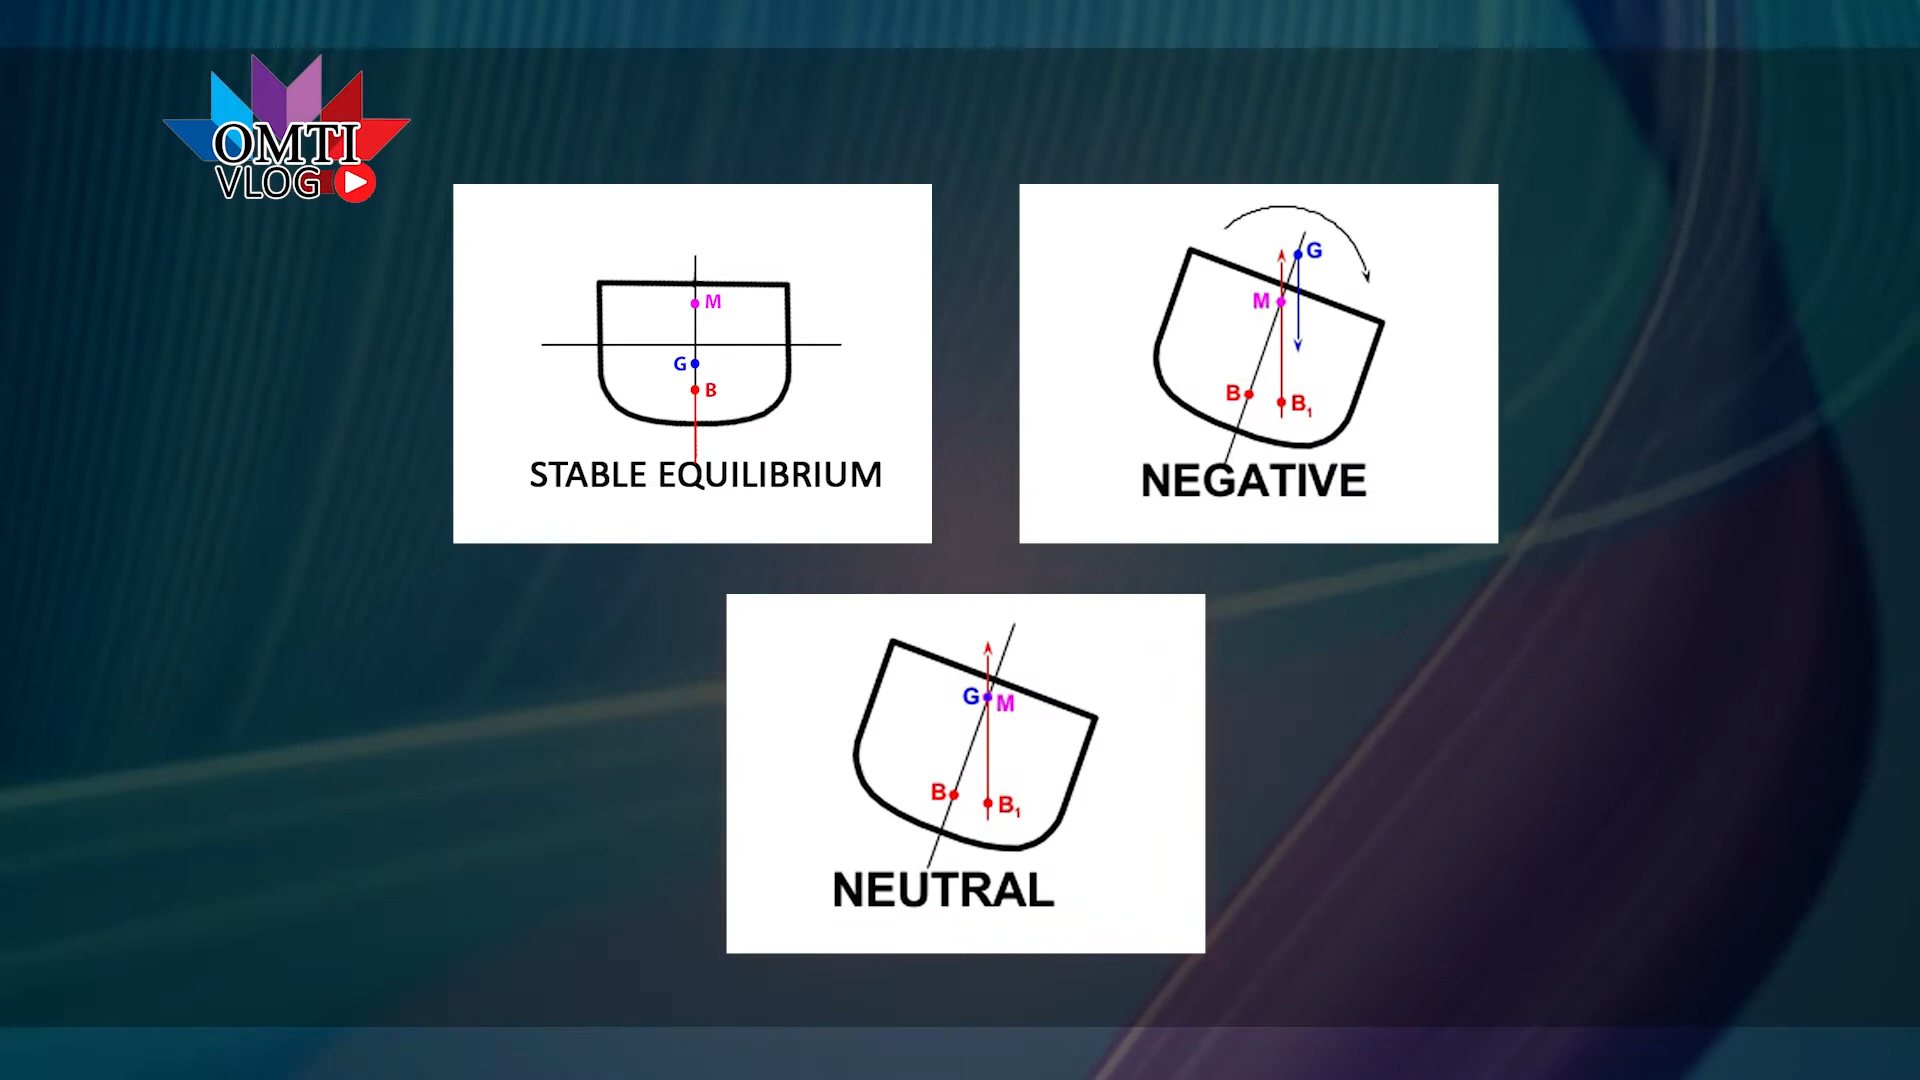 OMTI
VLOG
M
G
B
STABLE EQUILIBRIUM
G
M
B
B₁
NEGATIVE
G
M
B
B₁
NEUTRAL